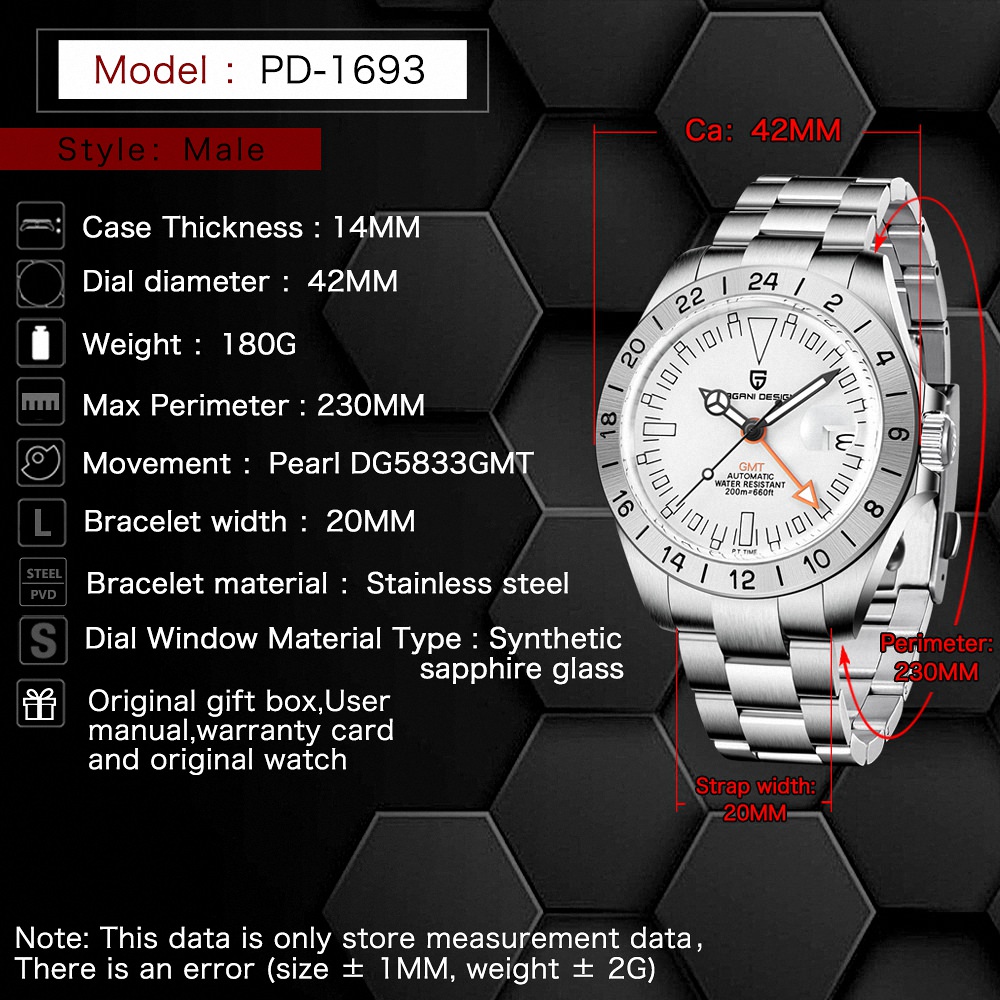 Model : PD-1693
Style: Male
Ca: 42MM
Case Thickness : 14MM
Dial diameter : 42MM
Weight : 180G
Max Perimeter : 230MM
Movement : Pearl DG5833GMT
L
Bracelet width : 20MM
STEEL
PVD
Bracelet material : Stainless steel
S
Dial Window Material Type : Synthetic
sapphire glass
Original gift box,User
manual,warranty card
and original watch
24
2
4
6
8
10
12
14
16
18
20
22
PAGANI DESIGN
3
GMT
AUTOMATIC
WATER RESISTANT
200m=660ft
P.T TIME
Perimeter:
230MM
Strap width:
20MM
Note: This data is only store measurement data,
There is an error (size ± 1MM, weight ± 2G)